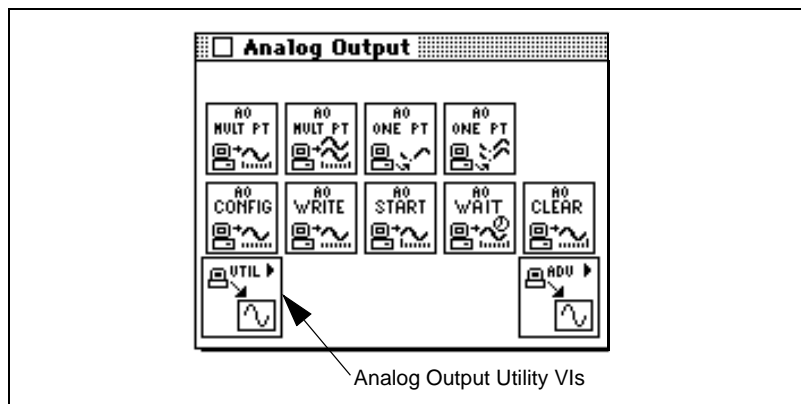 Analog Output
AO MULT PT
AO MULT PT
AO ONE PT
AO ONE PT
AO CONFIG
AO WRITE
AO START
AO WAIT
AO CLEAR
UTIL
ADV
Analog Output Utility VIs